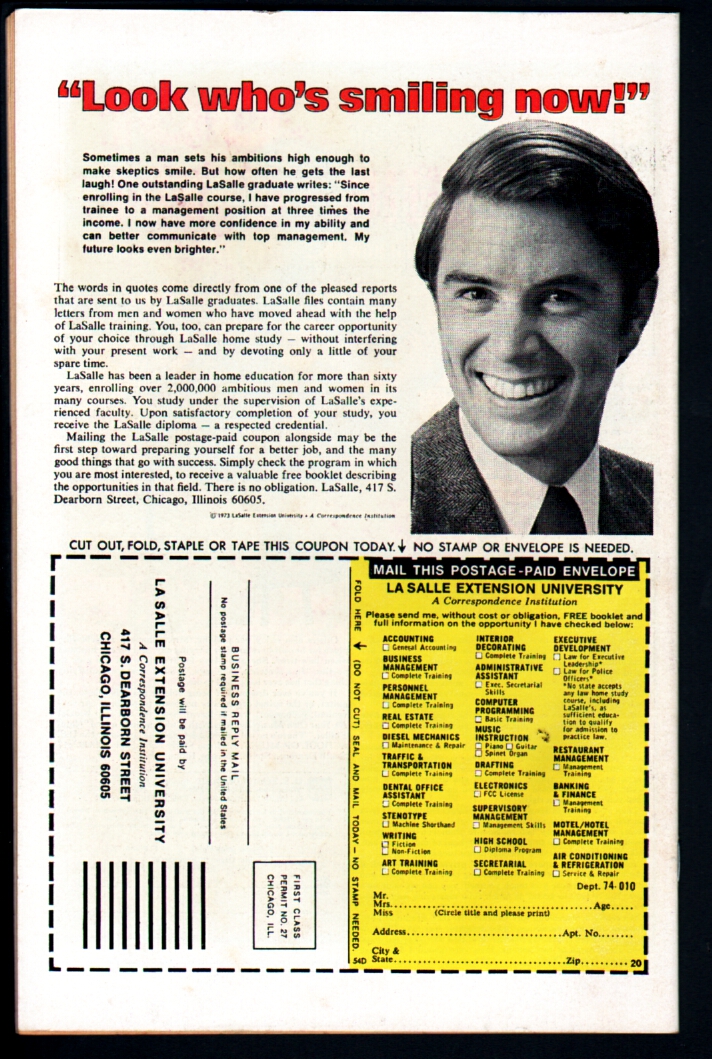 “Look who’s smiling now!”
Sometimes a man sets his ambitions high enough to
make skeptics smile. But how often he gets the last
laugh! One outstanding LaSalle graduate writes: “Since
enrolling in the LaSalle course, I have progressed from
trainee to a management position at three times the
income. I now have more confidence in my ability and
can better communicate with top management. My
future looks even brighter.”
The words in quotes come directly from one of the pleased reports
that are sent to us by LaSalle graduates. LaSalle files contain many
letters from men and women who have moved ahead with the help
of LaSalle training. You, too, can prepare for the career opportunity
of your choice through LaSalle home study — without interfering
with your present work — and by devoting only a little of your
spare time.
LaSalle has been a leader in home education for more than sixty
years, enrolling over 2,000,000 ambitious men and women in its
many courses. You study under the supervision of LaSalle’s expe-
rienced faculty. Upon satisfactory completion of your study, you
receive the LaSalle diploma — a respected credential.
Mailing the LaSalle postage-paid coupon alongside may be the
first step toward preparing yourself for a better job, and the many
good things that go with success. Simply check the program in which
you are most interested, to receive a valuable free booklet describing
the opportunities in that field. There is no obligation. LaSalle, 417 S.
Dearborn Street, Chicago, Illinois 60605.
© 1973 LaSalle Extension University • A Correspondence Institution
CUT OUT, FOLD, STAPLE OR TAPE THIS COUPON TODAY. ↓ NO STAMP OR ENVELOPE IS NEEDED.
BUSINESS REPLY MAIL
No postage stamp required if mailed in the United States
Postage will be paid by
LA SALLE EXTENSION UNIVERSITY
A Correspondence Institution
417 S. DEARBORN STREET
CHICAGO, ILLINOIS 60605
FIRST CLASS
PERMIT NO. 27
CHICAGO, ILL.
FOLD HERE ← (DO NOT CUT) SEAL AND MAIL TODAY — NO STAMP NEEDED.
MAIL THIS POSTAGE-PAID ENVELOPE
LA SALLE EXTENSION UNIVERSITY
A Correspondence Institution
Please send me, without cost or obligation, FREE booklet and
full information on the opportunity I have checked below:
ACCOUNTING
☐ General Accounting
BUSINESS
MANAGEMENT
☐ Complete Training
PERSONNEL
MANAGEMENT
☐ Complete Training
REAL ESTATE
☐ Complete Training
DIESEL MECHANICS
☐ Maintenance & Repair
TRAFFIC &
TRANSPORTATION
☐ Complete Training
DENTAL OFFICE
ASSISTANT
☐ Complete Training
STENOTYPE
☐ Machine Shorthand
WRITING
☐ Fiction
☐ Non-Fiction
ART TRAINING
☐ Complete Training
INTERIOR
DECORATING
☐ Complete Training
ADMINISTRATIVE
ASSISTANT
☐ Exec. Secretarial
Skills
COMPUTER
PROGRAMMING
☐ Basic Training
MUSIC
INSTRUCTION
☐ Piano ☐ Guitar
☐ Spinet Organ
DRAFTING
☐ Complete Training
ELECTRONICS
☐ FCC License
SUPERVISORY
MANAGEMENT
☐ Management Skills
HIGH SCHOOL
☐ Diploma Program
SECRETARIAL
☐ Complete Training
EXECUTIVE
DEVELOPMENT
☐ Law for Executive
Leadership*
☐ Law for Police
Officers*
*No state accepts
any law home study
course, including
LaSalle’s, as
sufficient educa-
tion to qualify
for admission to
practice law.
RESTAURANT
MANAGEMENT
☐ Management
Training
BANKING
& FINANCE
☐ Management
Training
MOTEL/HOTEL
MANAGEMENT
☐ Complete Training
AIR CONDITIONING
& REFRIGERATION
☐ Service & Repair
Dept. 74-010
Mr.
Mrs. Age
Miss (Circle title and please print)
Address Apt. No.
City &
State Zip 20
54D